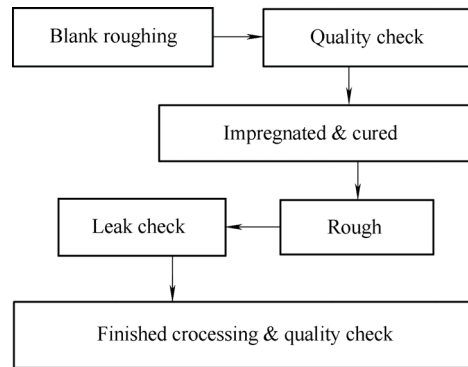 Blank roughing
Quality check
Impregnated & cured
Rough
Leak check
Finished crocessing & quality check